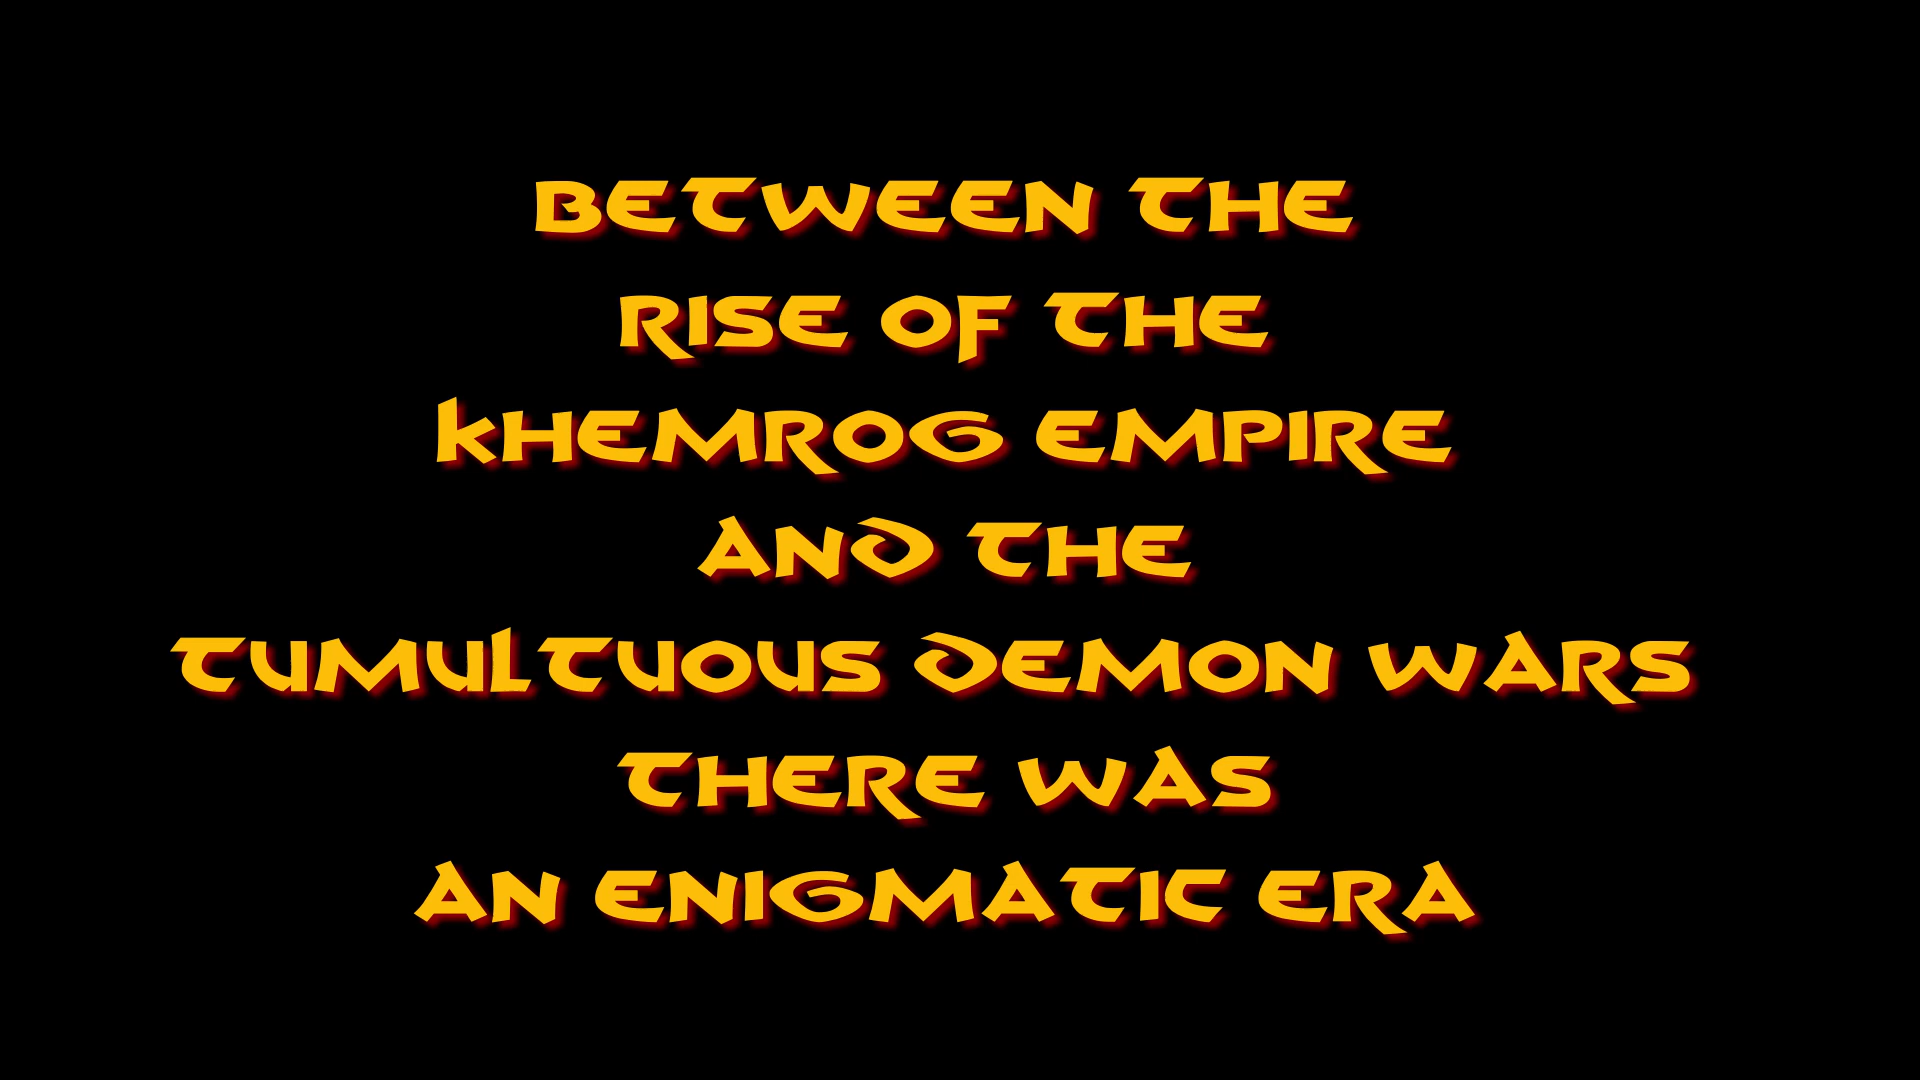 BETWEEN THE
RISE OF THE
KHEMROG EMPIRE
AND THE
TUMULTUOUS DEMON WARS
THERE WAS
AN ENIGMATIC ERA